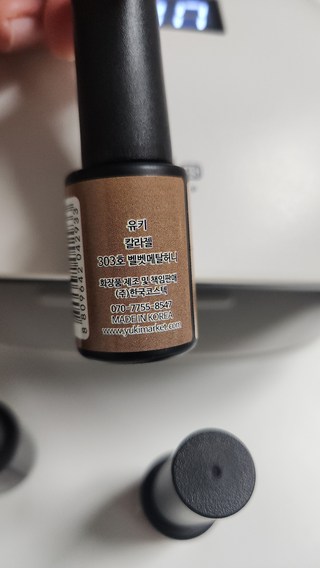 유키
칼라젤
303호 벨벳메탈허니
화장품 제조 및 책임판매
(주)한국코스텍
070-7755-8547
MADE IN KOREA
www.yukimarket.com